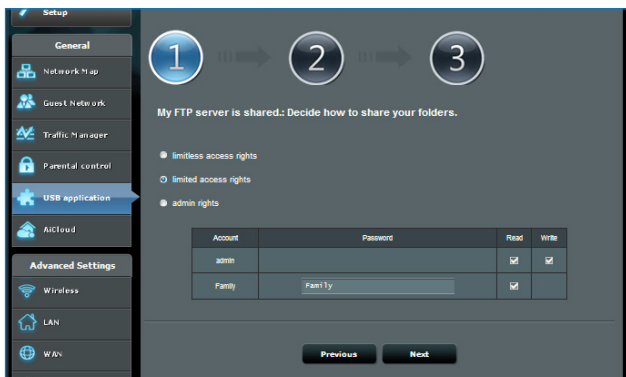 Setup
General
Network Map
Guest Network
Traffic Manager
Parental control
USB application
AiCloud
Advanced Settings
Wireless
LAN
WAN
1 2 3
My FTP server is shared.: Decide how to share your folders.
limitless access rights
limited access rights
admin rights
Account Password Read Write
admin
Family Family
Previous Next